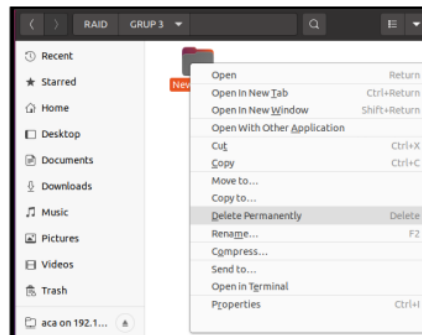 RAID GRUP 3
Recent
Starred
Home
Desktop
Documents
Downloads
Music
Pictures
Videos
Trash
aca on 192.1...
New
Open Return
Open In New Tab Ctrl+Return
Open In New Window Shift+Return
Open With Other Application
Cut Ctrl+X
Copy Ctrl+C
Move to...
Copy to...
Delete Permanently Delete
Rename... F2
Compress...
Send to...
Open in Terminal
Properties Ctrl+I